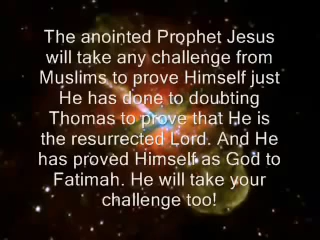 The anointed Prophet Jesus
will take any challenge from
Muslims to prove Himself just
He has done to doubting
Thomas to prove that He is
the resurrected Lord. And He
has proved Himself as God to
Fatimah. He will take your
challenge too!